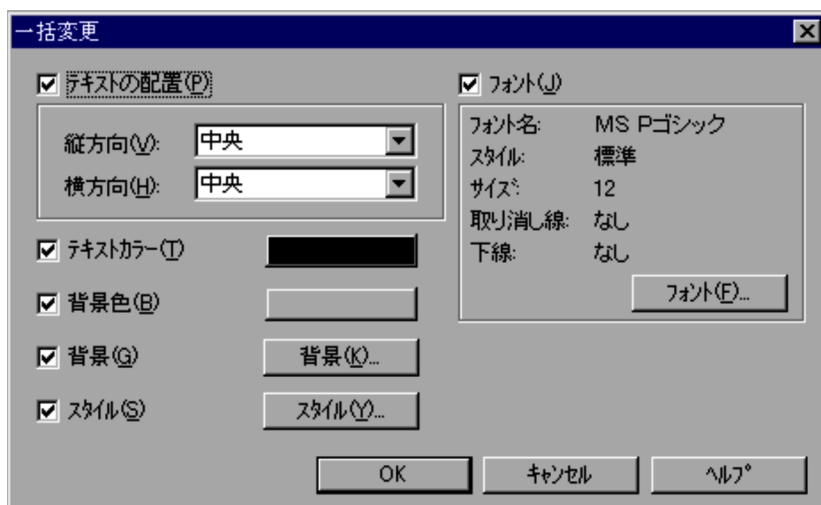 一括変更
テキストの配置(P)
縦方向(V): 中央
横方向(H): 中央
テキストカラー(T)
背景色(B)
背景(G) 背景(K)...
スタイル(S) スタイル(Y)...
フォント(J)
フォント名: MS Pゴシック
スタイル: 標準
サイズ: 12
取り消し線: なし
下線: なし
フォント(F)...
OK キャンセル ヘルプ